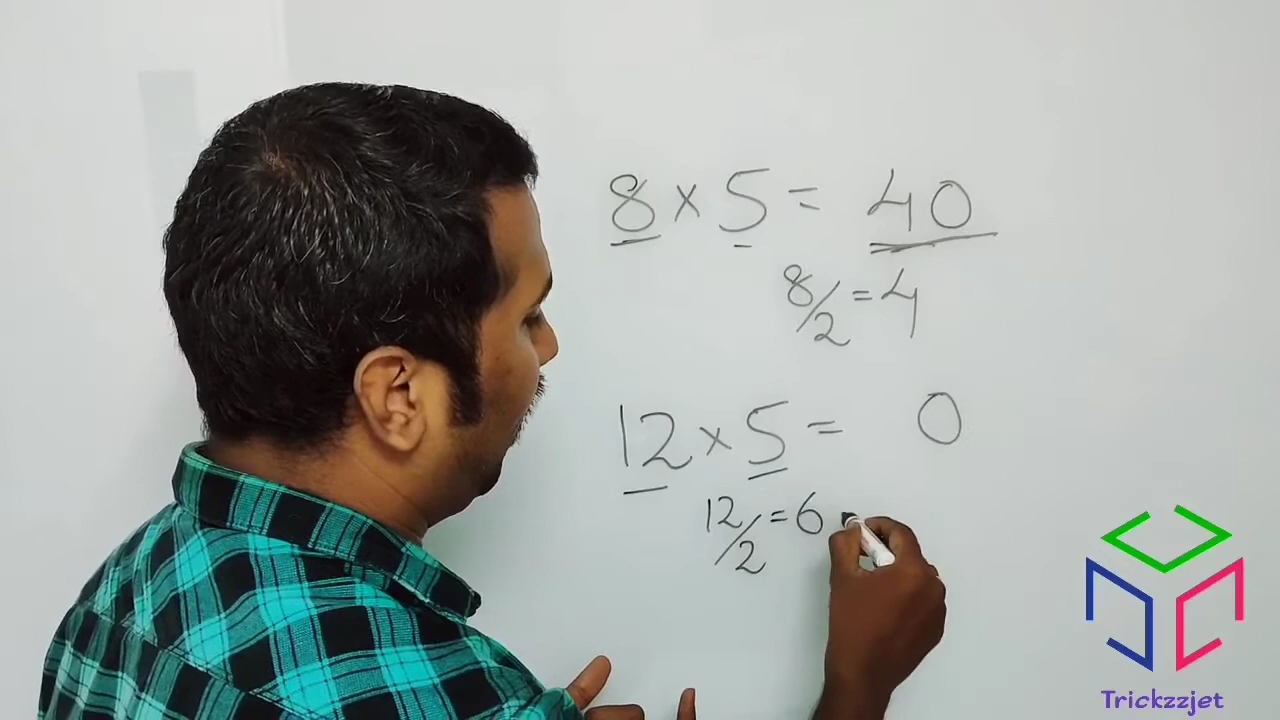 8 × 5 = 40
8/2 = 4
12 × 5 = 0
12/2 = 6
Trickzzjet